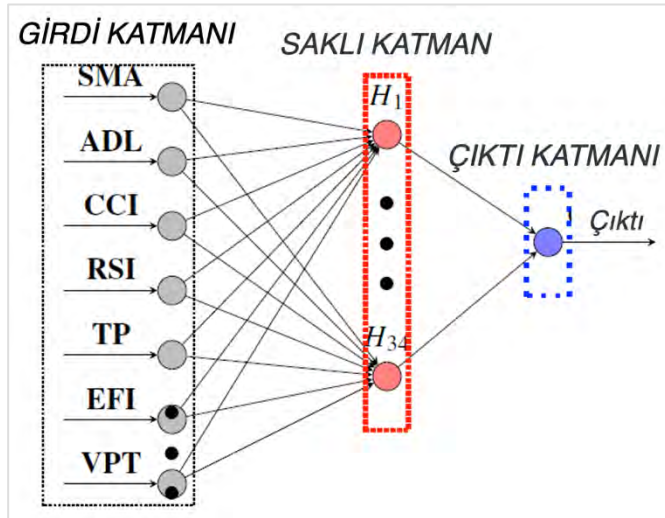 GİRDİ KATMANI
SMA
ADL
CCI
RSI
TP
EFI
VPT
SAKLI KATMAN
H1
H34
ÇIKTI KATMANI
Çıktı